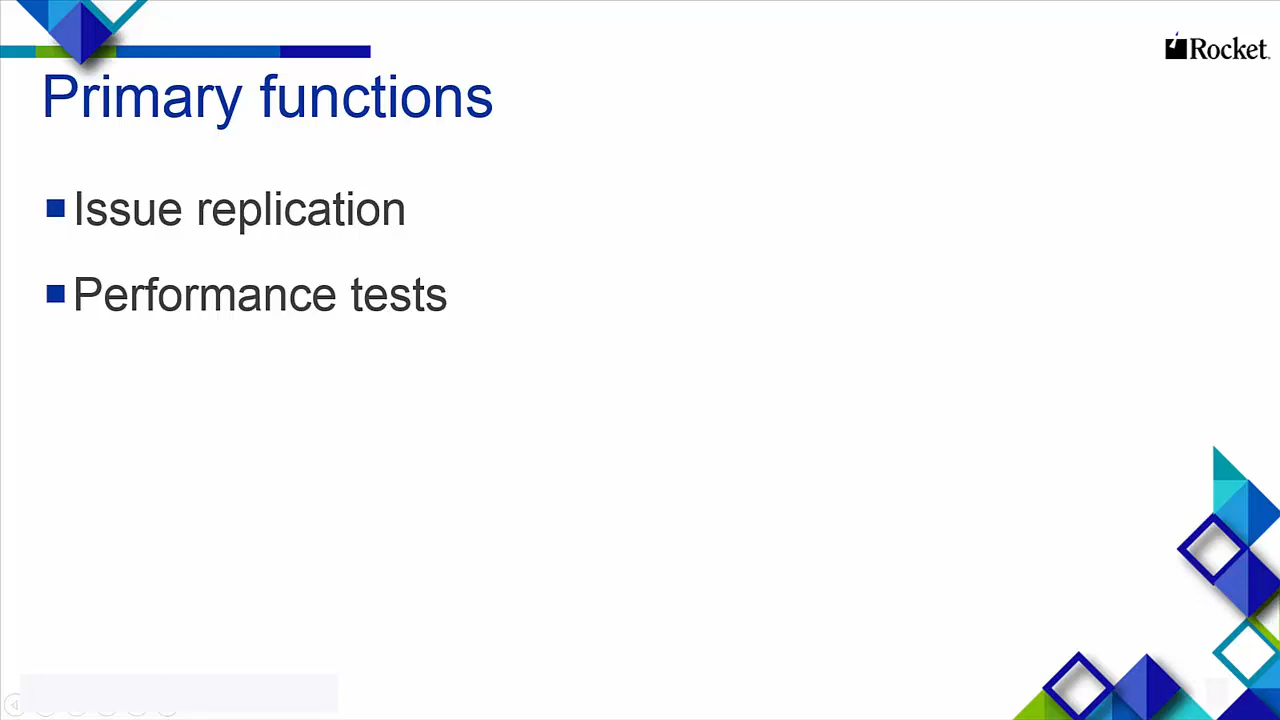 Rocket.
Primary functions
Issue replication
Performance tests